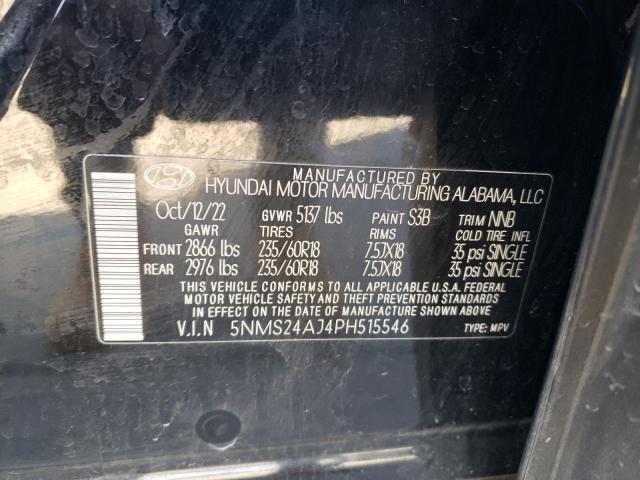 MANUFACTURED BY
HYUNDAI MOTOR MANUFACTURING ALABAMA, LLC
Oct/12/22 GVWR 5137 lbs PAINT S3B TRIM NNB
GAWR TIRES RIMS COLD TIRE INFL
FRONT 2866 lbs 235/60R18 7.5JX18 35 psi SINGLE
REAR 2976 lbs 235/60R18 7.5JX18 35 psi SINGLE
THIS VEHICLE CONFORMS TO ALL APPLICABLE U.S.A. FEDERAL
MOTOR VEHICLE SAFETY AND THEFT PREVENTION STANDARDS
IN EFFECT ON THE DATE OF MANUFACTURE SHOWN ABOVE.
V.I.N 5NMS24AJ4PH515546 TYPE: MPV